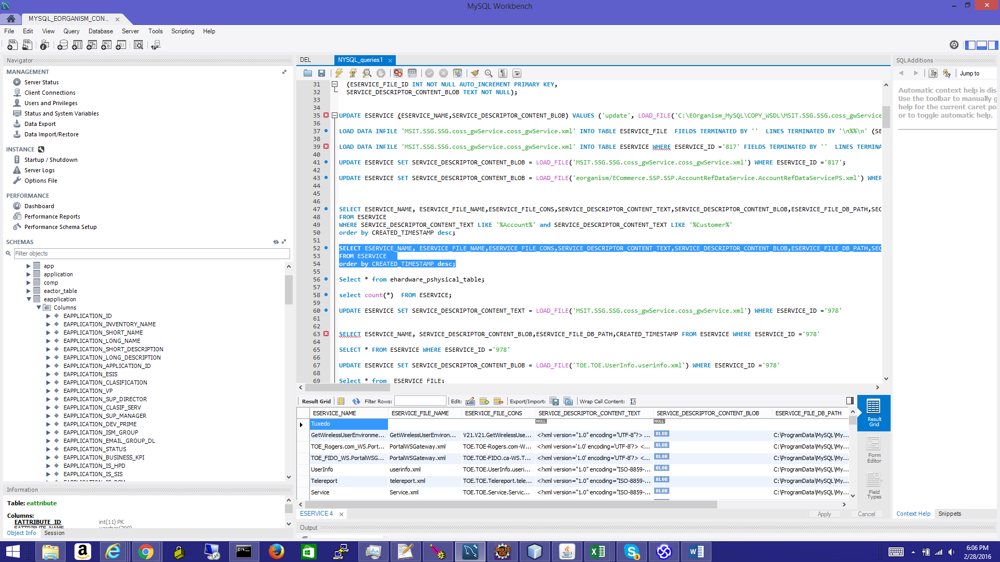 MySQL Workbench
MYSQL_EORGANISM_CON...
File Edit View Query Database Server Tools Scripting Help
Navigator
MANAGEMENT
Server Status
Client Connections
Users and Privileges
Status and System Variables
Data Export
Data Import/Restore
INSTANCE
Startup / Shutdown
Server Logs
Options File
PERFORMANCE
Dashboard
Performance Reports
Performance Schema Setup
SCHEMAS
Filter objects
app
application
comp
eactor_table
eapplication
Columns
EAPPLICATION_ID
EAPPLICATION_INVENTORY_NAME
EAPPLICATION_SHORT_NAME
EAPPLICATION_LONG_NAME
EAPPLICATION_SHORT_DESCRIPTION
EAPPLICATION_LONG_DESCRIPTION
EAPPLICATION_APPLICATION_ID
EAPPLICATION_ESIS
EAPPLICATION_CLASIFICATION
EAPPLICATION_VP
EAPPLICATION_SUP_DIRECTOR
EAPPLICATION_CLASIF_SERV
EAPPLICATION_SUP_MANAGER
EAPPLICATION_DEV_PRIME
EAPPLICATION_ISM_GROUP
EAPPLICATION_EMAIL_GROUP_DL
EAPPLICATION_STATUS
EAPPLICATION_BUSINESS_KPI
EAPPLICATION_IS_HPD
EAPPLICATION_IS_SIS
Information
Table: eattribute
Columns:
EATTRIBUTE_ID int(11) PK
EATTRIBUTE_NAME varchar(200)
Object Info Session
DEL NYSQL_queries1
31 (ESERVICE_FILE_ID INT NOT NULL AUTO_INCREMENT PRIMARY KEY,
32 SERVICE_DESCRIPTOR_CONTENT_BLOB TEXT NOT NULL);
33
34
35 UPDATE ESERVICE (ESERVICE_NAME,SERVICE_DESCRIPTOR_CONTENT_BLOB) VALUES ('update', LOAD_FILE('C:\EOrganism_MySQL\COPY_WSDL\MSIT.SSG.SSG.coss_gwService
36
37 LOAD DATA INFILE 'MSIT.SSG.SSG.coss_gwService.coss_gwService.xml' INTO TABLE ESERVICE_FILE FIELDS TERMINATED BY '' LINES TERMINATED BY '\n%%\n' (SE
38
39 LOAD DATA INFILE 'MSIT.SSG.SSG.coss_gwService.coss_gwService.xml' INTO TABLE ESERVICE WHERE ESERVICE_ID ='817' FIELDS TERMINATED BY '' LINES TERMINA
40
41 UPDATE ESERVICE SET SERVICE_DESCRIPTOR_CONTENT_BLOB = LOAD_FILE('MSIT.SSG.SSG.coss_gwService.coss_gwService.xml') WHERE ESERVICE_ID ='817';
42
43 UPDATE ESERVICE SET SERVICE_DESCRIPTOR_CONTENT_BLOB = LOAD_FILE('eorganism/ECommerce.SSP.SSP.AccountRefDataService.AccountRefDataServicePS.xml') WHER
44
45
46
47 SELECT ESERVICE_NAME, ESERVICE_FILE_NAME,ESERVICE_FILE_CONS,SERVICE_DESCRIPTOR_CONTENT_TEXT,SERVICE_DESCRIPTOR_CONTENT_BLOB,ESERVICE_FILE_DB_PATH,SEC
48 FROM ESERVICE
49 WHERE SERVICE_DESCRIPTOR_CONTENT_TEXT LIKE '%Account%' and SERVICE_DESCRIPTOR_CONTENT_TEXT LIKE '%Customer%'
50 order by CREATED_TIMESTAMP desc;
51
52 SELECT ESERVICE_NAME, ESERVICE_FILE_NAME,ESERVICE_FILE_CONS,SERVICE_DESCRIPTOR_CONTENT_TEXT,SERVICE_DESCRIPTOR_CONTENT_BLOB,ESERVICE_FILE_DB_PATH,SEC
53 FROM ESERVICE
54 order by CREATED_TIMESTAMP desc;
55
56 Select * from ehardware_pshysical_table;
57
58 select count(*) FROM ESERVICE;
59
60 UPDATE ESERVICE SET SERVICE_DESCRIPTOR_CONTENT_TEXT = LOAD_FILE('MSIT.SSG.SSG.coss_gwService.coss_gwService.xml') WHERE ESERVICE_ID ='978'
61
62
63 SELECT ESERVICE_NAME, SERVICE_DESCRIPTOR_CONTENT_BLOB,ESERVICE_FILE_DB_PATH,CREATED_TIMESTAMP FROM ESERVICE WHERE ESERVICE_ID ='978'
64
65 SELECT * FROM ESERVICE WHERE ESERVICE_ID ='978'
66
67 UPDATE ESERVICE SET SERVICE_DESCRIPTOR_CONTENT_BLOB = LOAD_FILE('TOE.TOE.UserInfo.userinfo.xml') WHERE ESERVICE_ID ='978'
68
69 Select * from ESERVICE_FILE;
Result Grid Filter Rows: Edit: Export/Import: Wrap Cell Content:
ESERVICE_NAME ESERVICE_FILE_NAME ESERVICE_FILE_CONS SERVICE_DESCRIPTOR_CONTENT_TEXT SERVICE_DESCRIPTOR_CONTENT_BLOB ESERVICE_FILE_DB_PATH
Tuxedo NULL NULL
GetWirelessUserEnvironme... GetWirelessUserEnviron... V21.V21.GetWirelessUse... <?xml version="1.0" encoding="UTF-8"?> ... BLOB C:\ProgramData\MySQL\My...
TOE_Rogers.com_WS.Port... PortalWSGateway.xml TOE.TOE-Rogers.com-W... <?xml version='1.0' encoding='UTF-8'?> <... BLOB C:\ProgramData\MySQL\My...
TOE_FIDO_WS.PortalWSG... PortalWSGateway.xml TOE.TOE-FIDO.ca-WS.T... <?xml version='1.0' encoding='UTF-8'?> <... BLOB C:\ProgramData\MySQL\My...
UserInfo userinfo.xml TOE.TOE.UserInfo.useri... <?xml version="1.0" encoding="ISO-8859-... BLOB C:\ProgramData\MySQL\My...
Telereport telereport.xml TOE.TOE.Telereport.tele... <?xml version="1.0" encoding="ISO-8859-... BLOB C:\ProgramData\MySQL\My...
Service Service.xml TOE.TOE.Service.Servic... <?xml version="1.0" encoding="ISO-8859-... BLOB C:\ProgramData\MySQL\My...
Result Grid
Form Editor
Field Types
ESERVICE 4
Apply Cancel
Output
SQLAdditions
Jump to
Automatic context help is dis
Use the toolbar to manually g
help for the current caret po
or to toggle automatic help.
Context Help Snippets
6:06 PM
2/28/2016